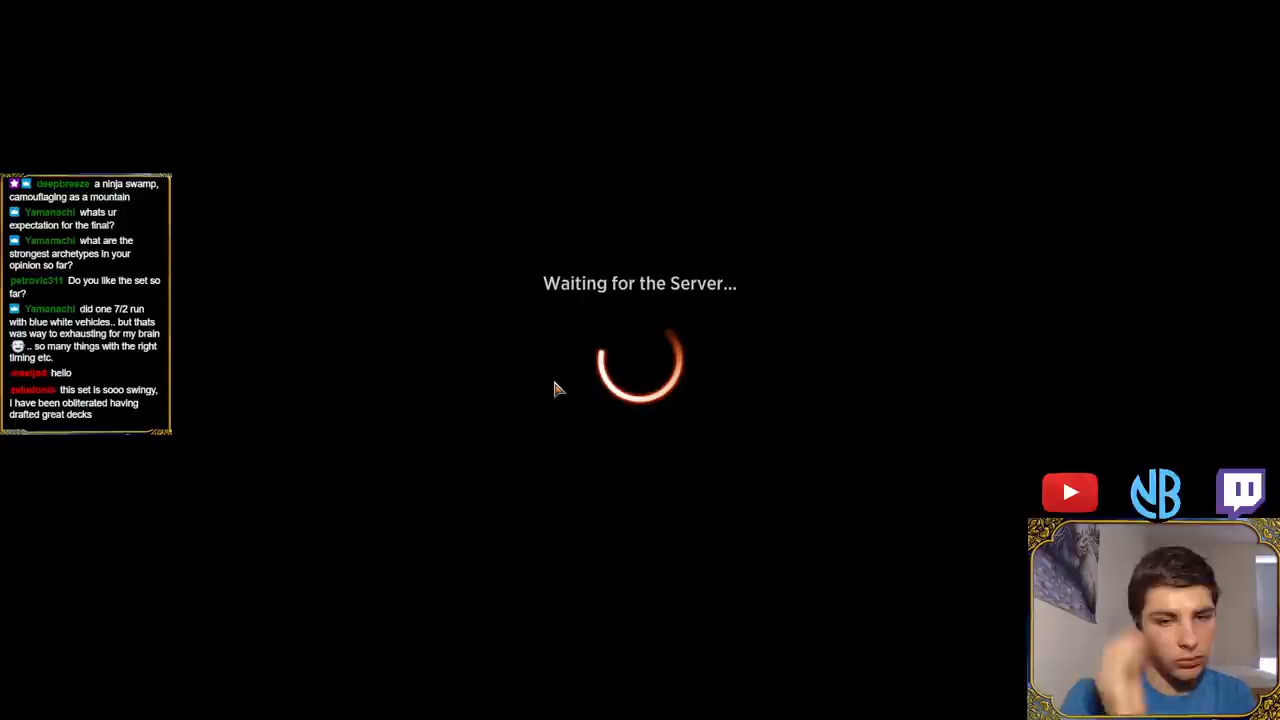 deepbreeze a ninja swamp,
camouflaging as a mountain
Yamanachi whats ur
expectation for the final?
Yamanachi what are the
strongest archetypes in your
opinion so far?
petrovic311 Do you like the set so
far?
Yamanachi did one 7/2 run
with blue white vehicles.. but thats
was way to exhausting for my brain
.. so many things with the right
timing etc.
hello
this set is sooo swingy,
I have been obliterated having
drafted great decks
Waiting for the Server...
NB